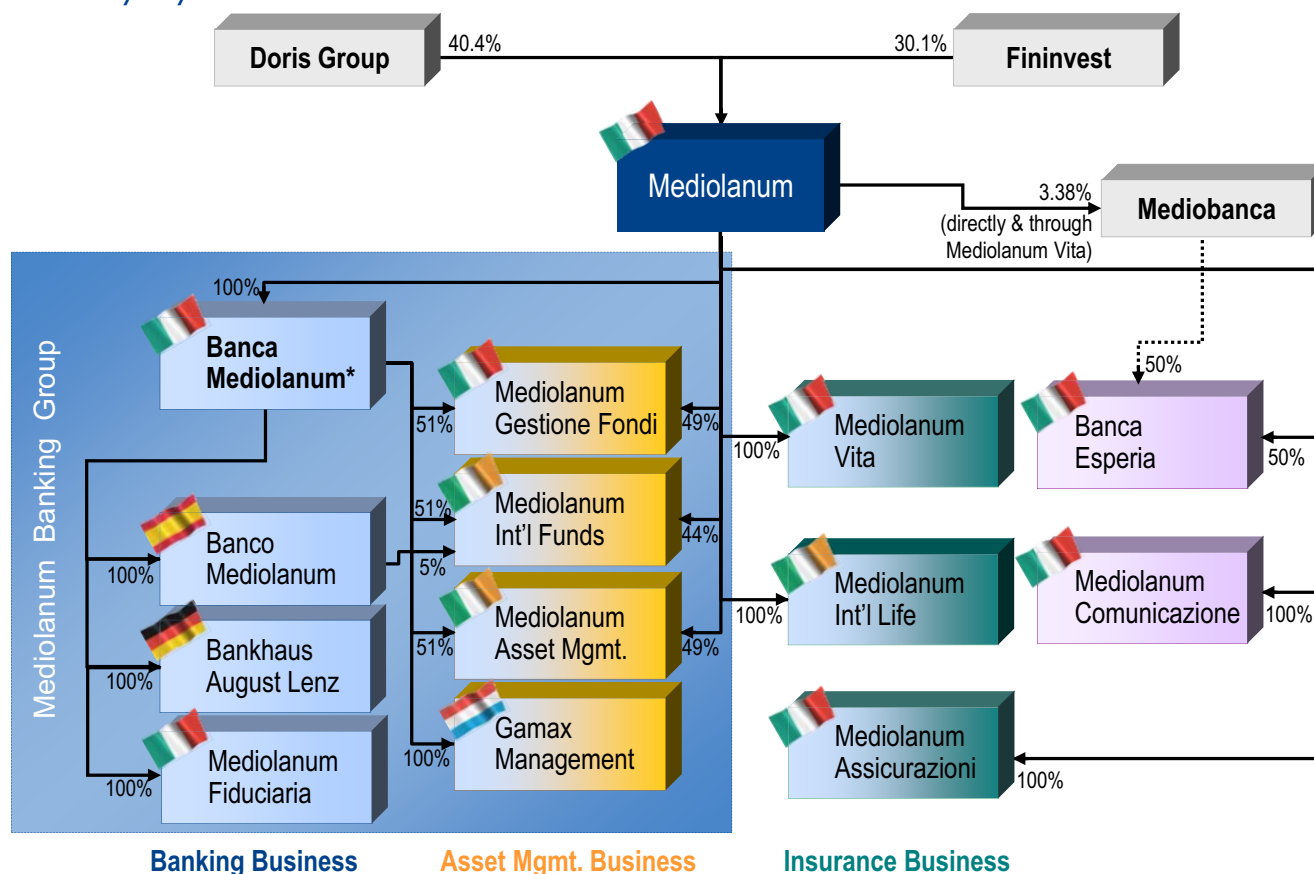 40.4%
30.1%
Doris Group
Fininvest
Mediolanum
3.38%
(directly & through
Mediolanum Vita)
Mediobanca
Mediolanum Banking Group
100%
Banca
Mediolanum*
50%
Mediolanum
Gestione Fondi
51%
49%
Mediolanum
Vita
100%
Banca
Esperia
50%
Banco
Mediolanum
100%
Mediolanum
Int'l Funds
51%
5%
44%
Mediolanum
Int'l Life
100%
Mediolanum
Comunicazione
100%
Bankhaus
August Lenz
100%
Mediolanum
Asset Mgmt.
51%
49%
Mediolanum
Fiduciaria
100%
Gamax
Management
100%
Mediolanum
Assicurazioni
100%
Banking Business
Asset Mgmt. Business
Insurance Business